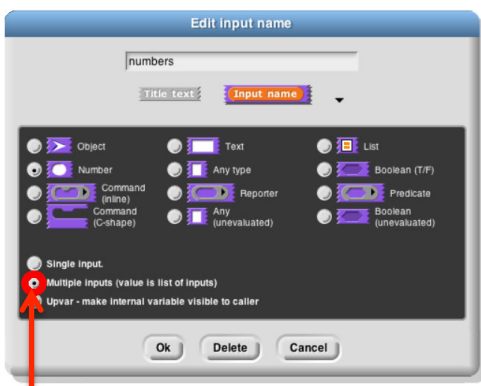 Edit input name
numbers
Title text Input name
Object Text List
Number Any type Boolean (T/F)
Command (inline) Reporter Predicate
Command (C-shape) Any (unevaluated) Boolean (unevaluated)
Single input.
Multiple inputs (value is list of inputs)
Upvar - make internal variable visible to caller
Ok Delete Cancel